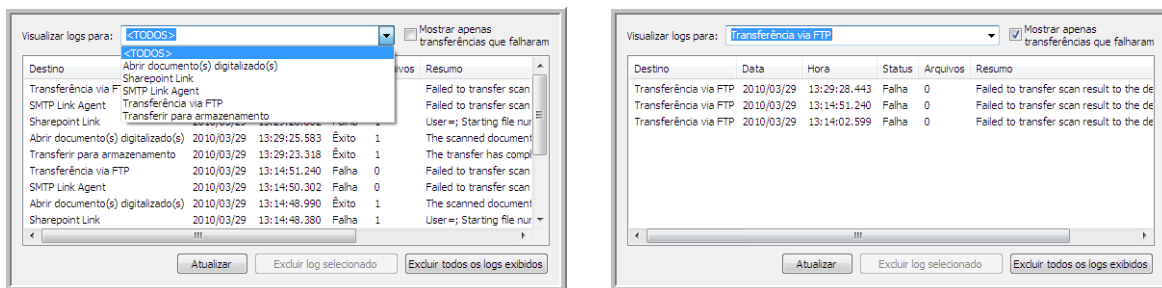 Visualizar logs para: <TODOS> Mostrar apenas
transferências que falharam
<TODOS>
Abrir documento(s) digitalizado(s)
Sharepoint Link
SMTP Link Agent
Transferência via FTP
Transferir para armazenamento
Destino Resumo
Transferência via Failed to transfer scan
SMTP Link Agent Failed to transfer scan
Sharepoint Link User=; Starting file nur
Abrir documento(s) digitalizado(s) 2010/03/29 13:29:25.583 Êxito 1 The scanned document
Transferir para armazenamento 2010/03/29 13:29:23.318 Êxito 1 The transfer has compl
Transferência via FTP 2010/03/29 13:14:51.240 Falha 0 Failed to transfer scan
SMTP Link Agent 2010/03/29 13:14:50.302 Falha 0 Failed to transfer scan
Abrir documento(s) digitalizado(s) 2010/03/29 13:14:48.990 Êxito 1 The scanned document
Sharepoint Link 2010/03/29 13:14:48.380 Falha 1 User=; Starting file nur
Atualizar Excluir log selecionado Excluir todos os logs exibidos
Visualizar logs para: Transferência via FTP Mostrar apenas
transferências que falharam
Destino Data Hora Status Arquivos Resumo
Transferência via FTP 2010/03/29 13:29:28.443 Falha 0 Failed to transfer scan result to the de
Transferência via FTP 2010/03/29 13:14:51.240 Falha 0 Failed to transfer scan result to the de
Transferência via FTP 2010/03/29 13:14:02.599 Falha 0 Failed to transfer scan result to the de
Atualizar Excluir log selecionado Excluir todos os logs exibidos